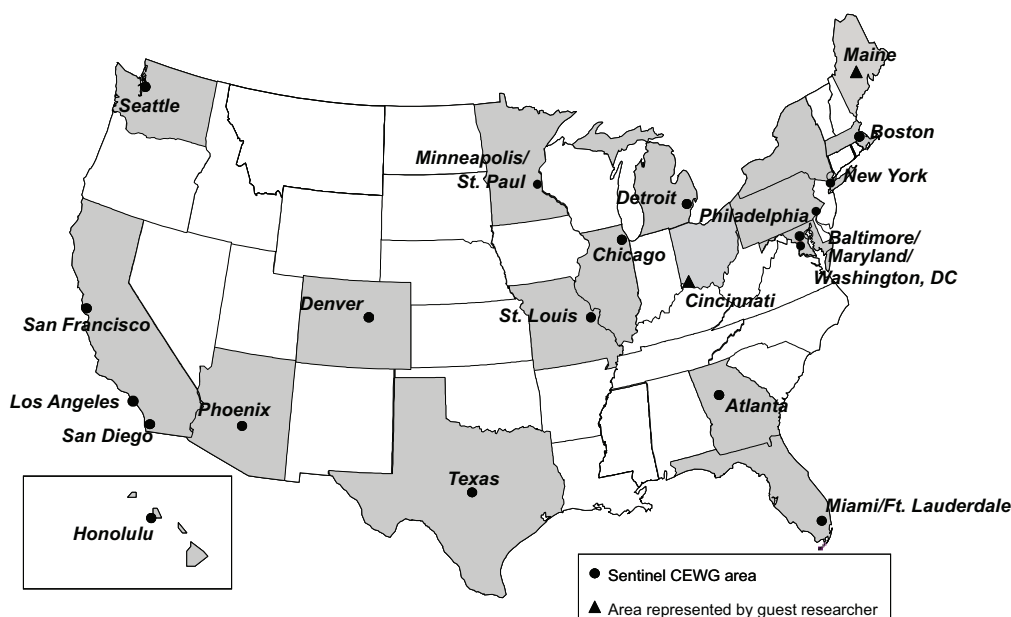 Maine
Seattle
Boston
Minneapolis/
St. Paul
New York
Detroit
Philadelphia
Baltimore/
Maryland/
Washington, DC
Chicago
Cincinnati
Denver
St. Louis
San Francisco
Los Angeles
San Diego
Phoenix
Atlanta
Texas
Miami/Ft. Lauderdale
Honolulu
Sentinel CEWG area
Area represented by guest researcher